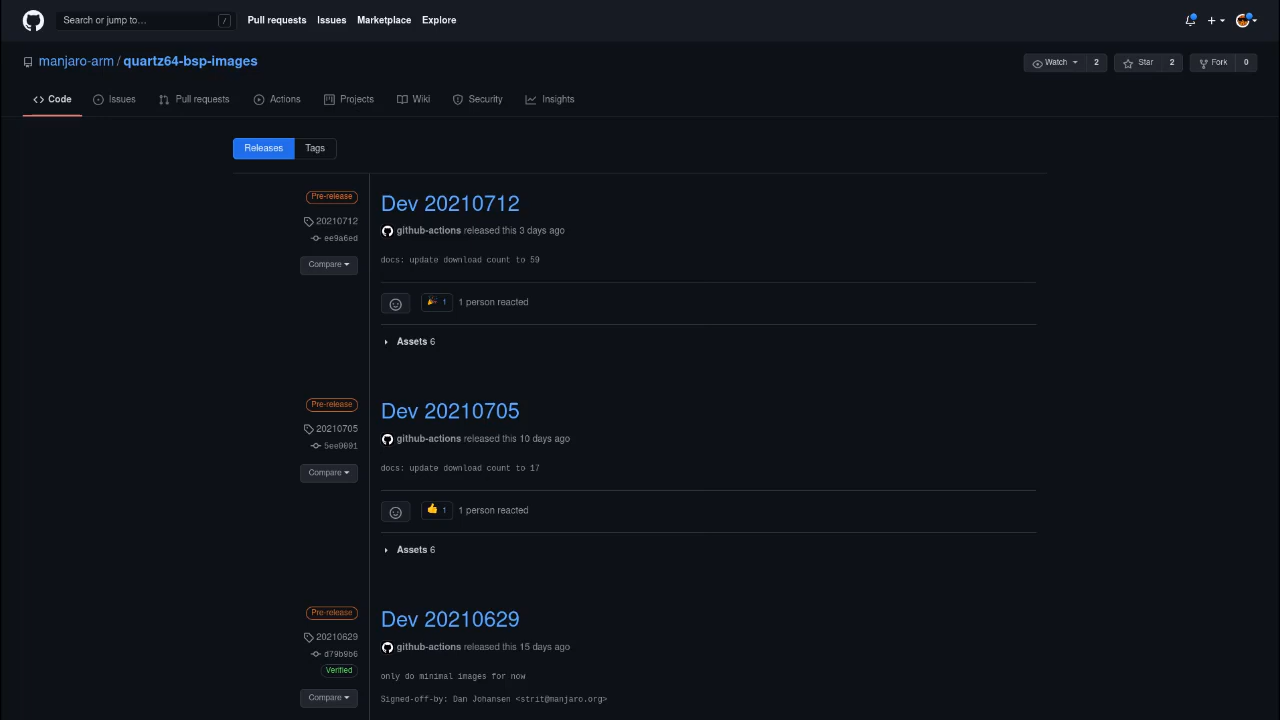 Search or jump to… /
Pull requests Issues Marketplace Explore
manjaro-arm / quartz64-bsp-images
Watch 2 Star 2 Fork 0
Code Issues Pull requests Actions Projects Wiki Security Insights
Releases Tags
Pre-release
20210712
ee9a6ed
Compare
Dev 20210712
github-actions released this 3 days ago
docs: update download count to 59
1 1 person reacted
Assets 6
Pre-release
20210705
5ee0091
Compare
Dev 20210705
github-actions released this 10 days ago
docs: update download count to 17
1 1 person reacted
Assets 6
Pre-release
20210629
d79b9b6
Verified
Compare
Dev 20210629
github-actions released this 15 days ago
only do minimal images for now
Signed-off-by: Dan Johansen <strit@manjaro.org>